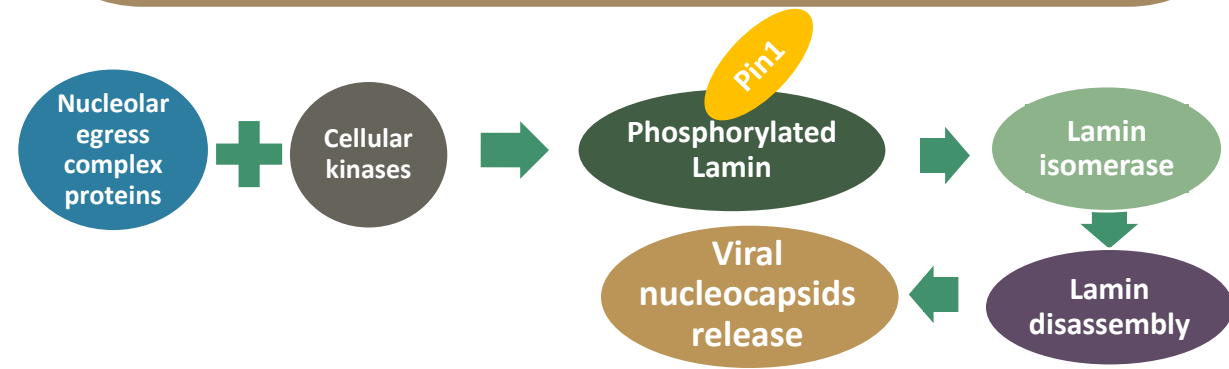 Nucleolar
egress
complex
proteins
Cellular
kinases
Pin1
Phosphorylated
Lamin
Lamin
isomerase
Lamin
disassembly
Viral
nucleocapsids
release